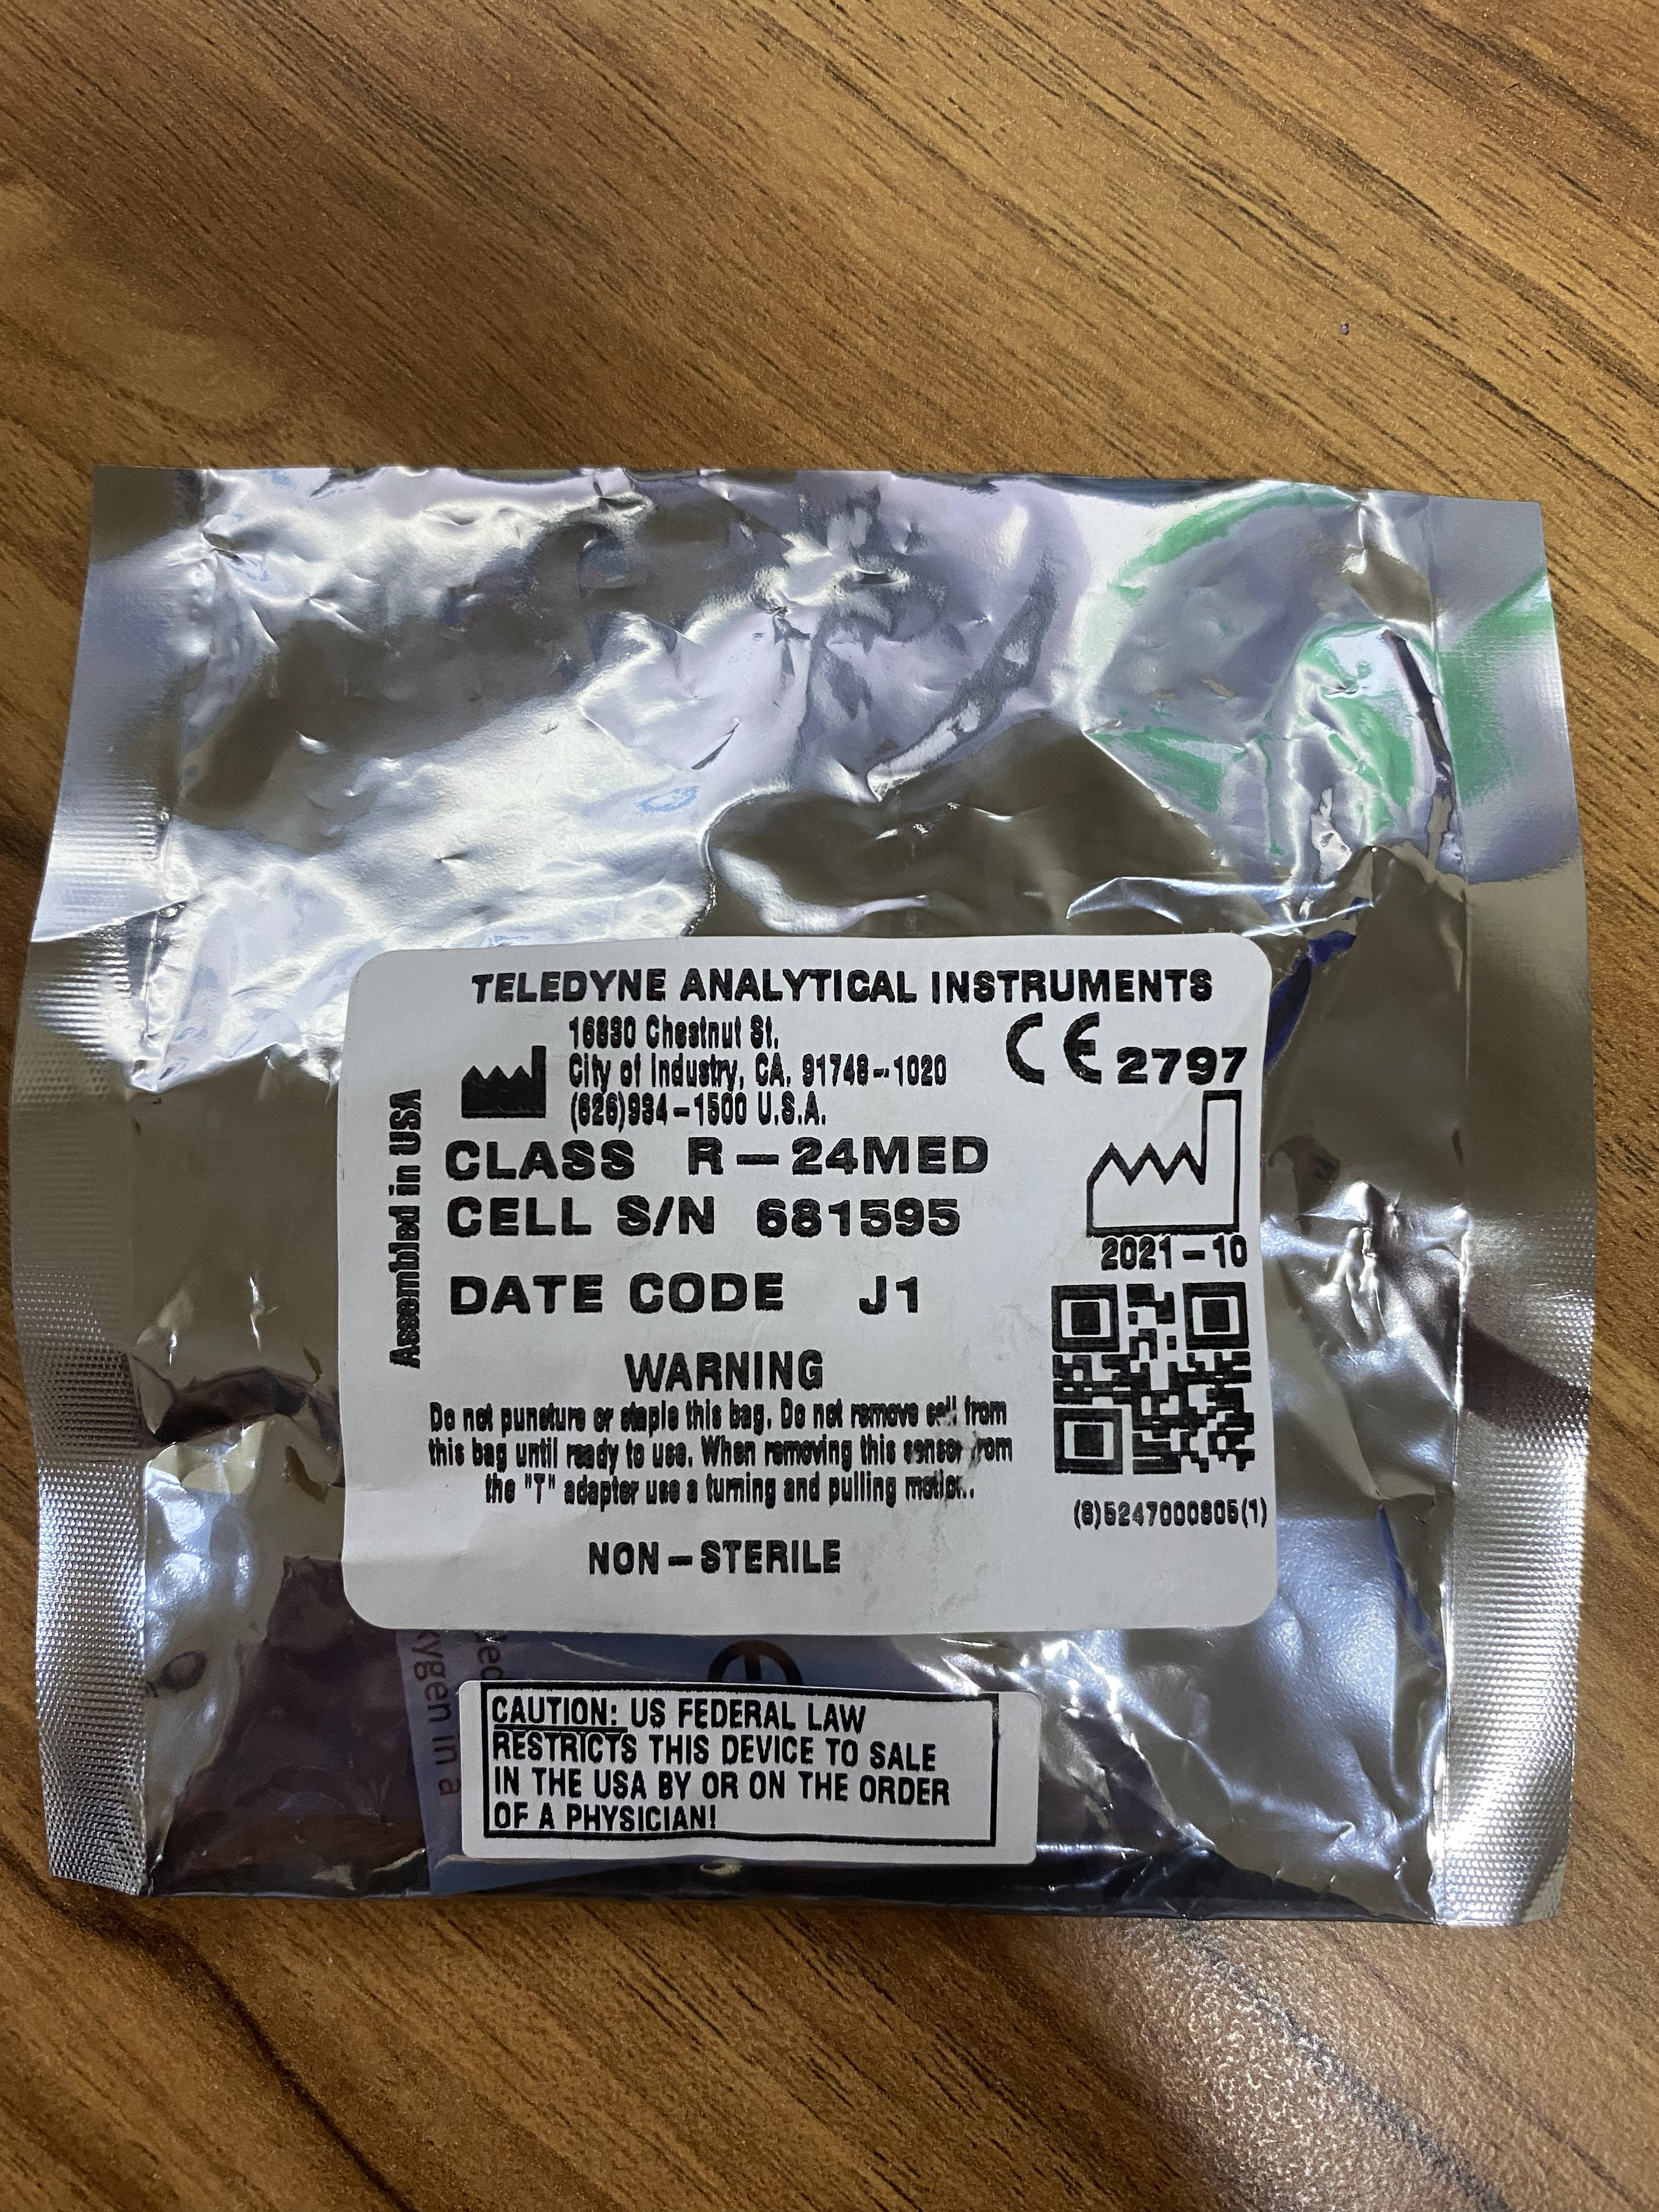 TELEDYNE ANALYTICAL INSTRUMENTS
16830 Chestnut St.
City of Industry, CA. 91748-1020
(626)934-1500 U.S.A.
CE 2797
Assembled in USA
CLASS R-24MED
CELL S/N 681595
2021-10
DATE CODE J1
WARNING
Do not puncture or staple this bag. Do not remove cell from
this bag until ready to use. When removing this sensor from
the "T" adapter use a turning and pulling motion.
(8)5247000805(1)
NON-STERILE
xygen in a
CAUTION: US FEDERAL LAW
RESTRICTS THIS DEVICE TO SALE
IN THE USA BY OR ON THE ORDER
OF A PHYSICIAN!